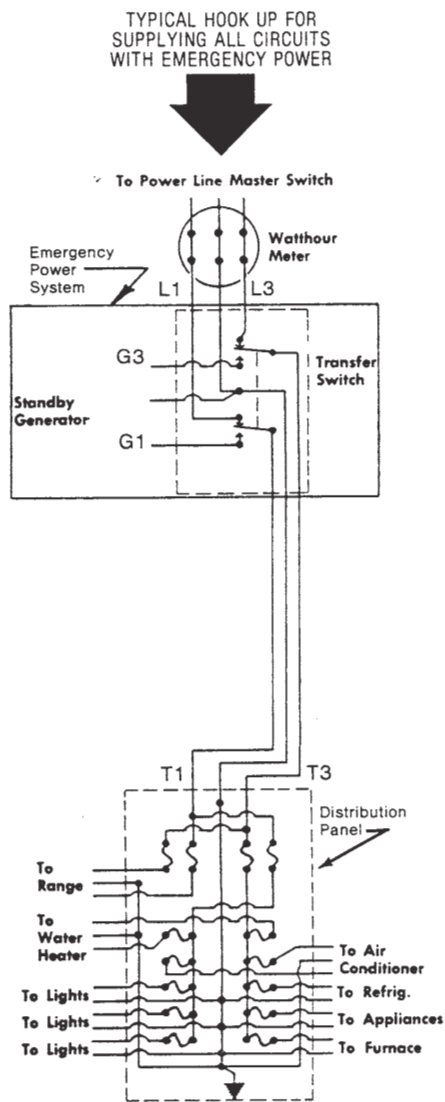 TYPICAL HOOK UP FOR
SUPPLYING ALL CIRCUITS
WITH EMERGENCY POWER
To Power Line Master Switch
Watthour
Meter
Emergency
Power
System
L1
L3
G3
Transfer
Switch
Standby
Generator
G1
T1
T3
Distribution
Panel
To
Range
To
Water
Heater
To Air
Conditioner
To Lights
To Refrig.
To Lights
To Appliances
To Lights
To Furnace